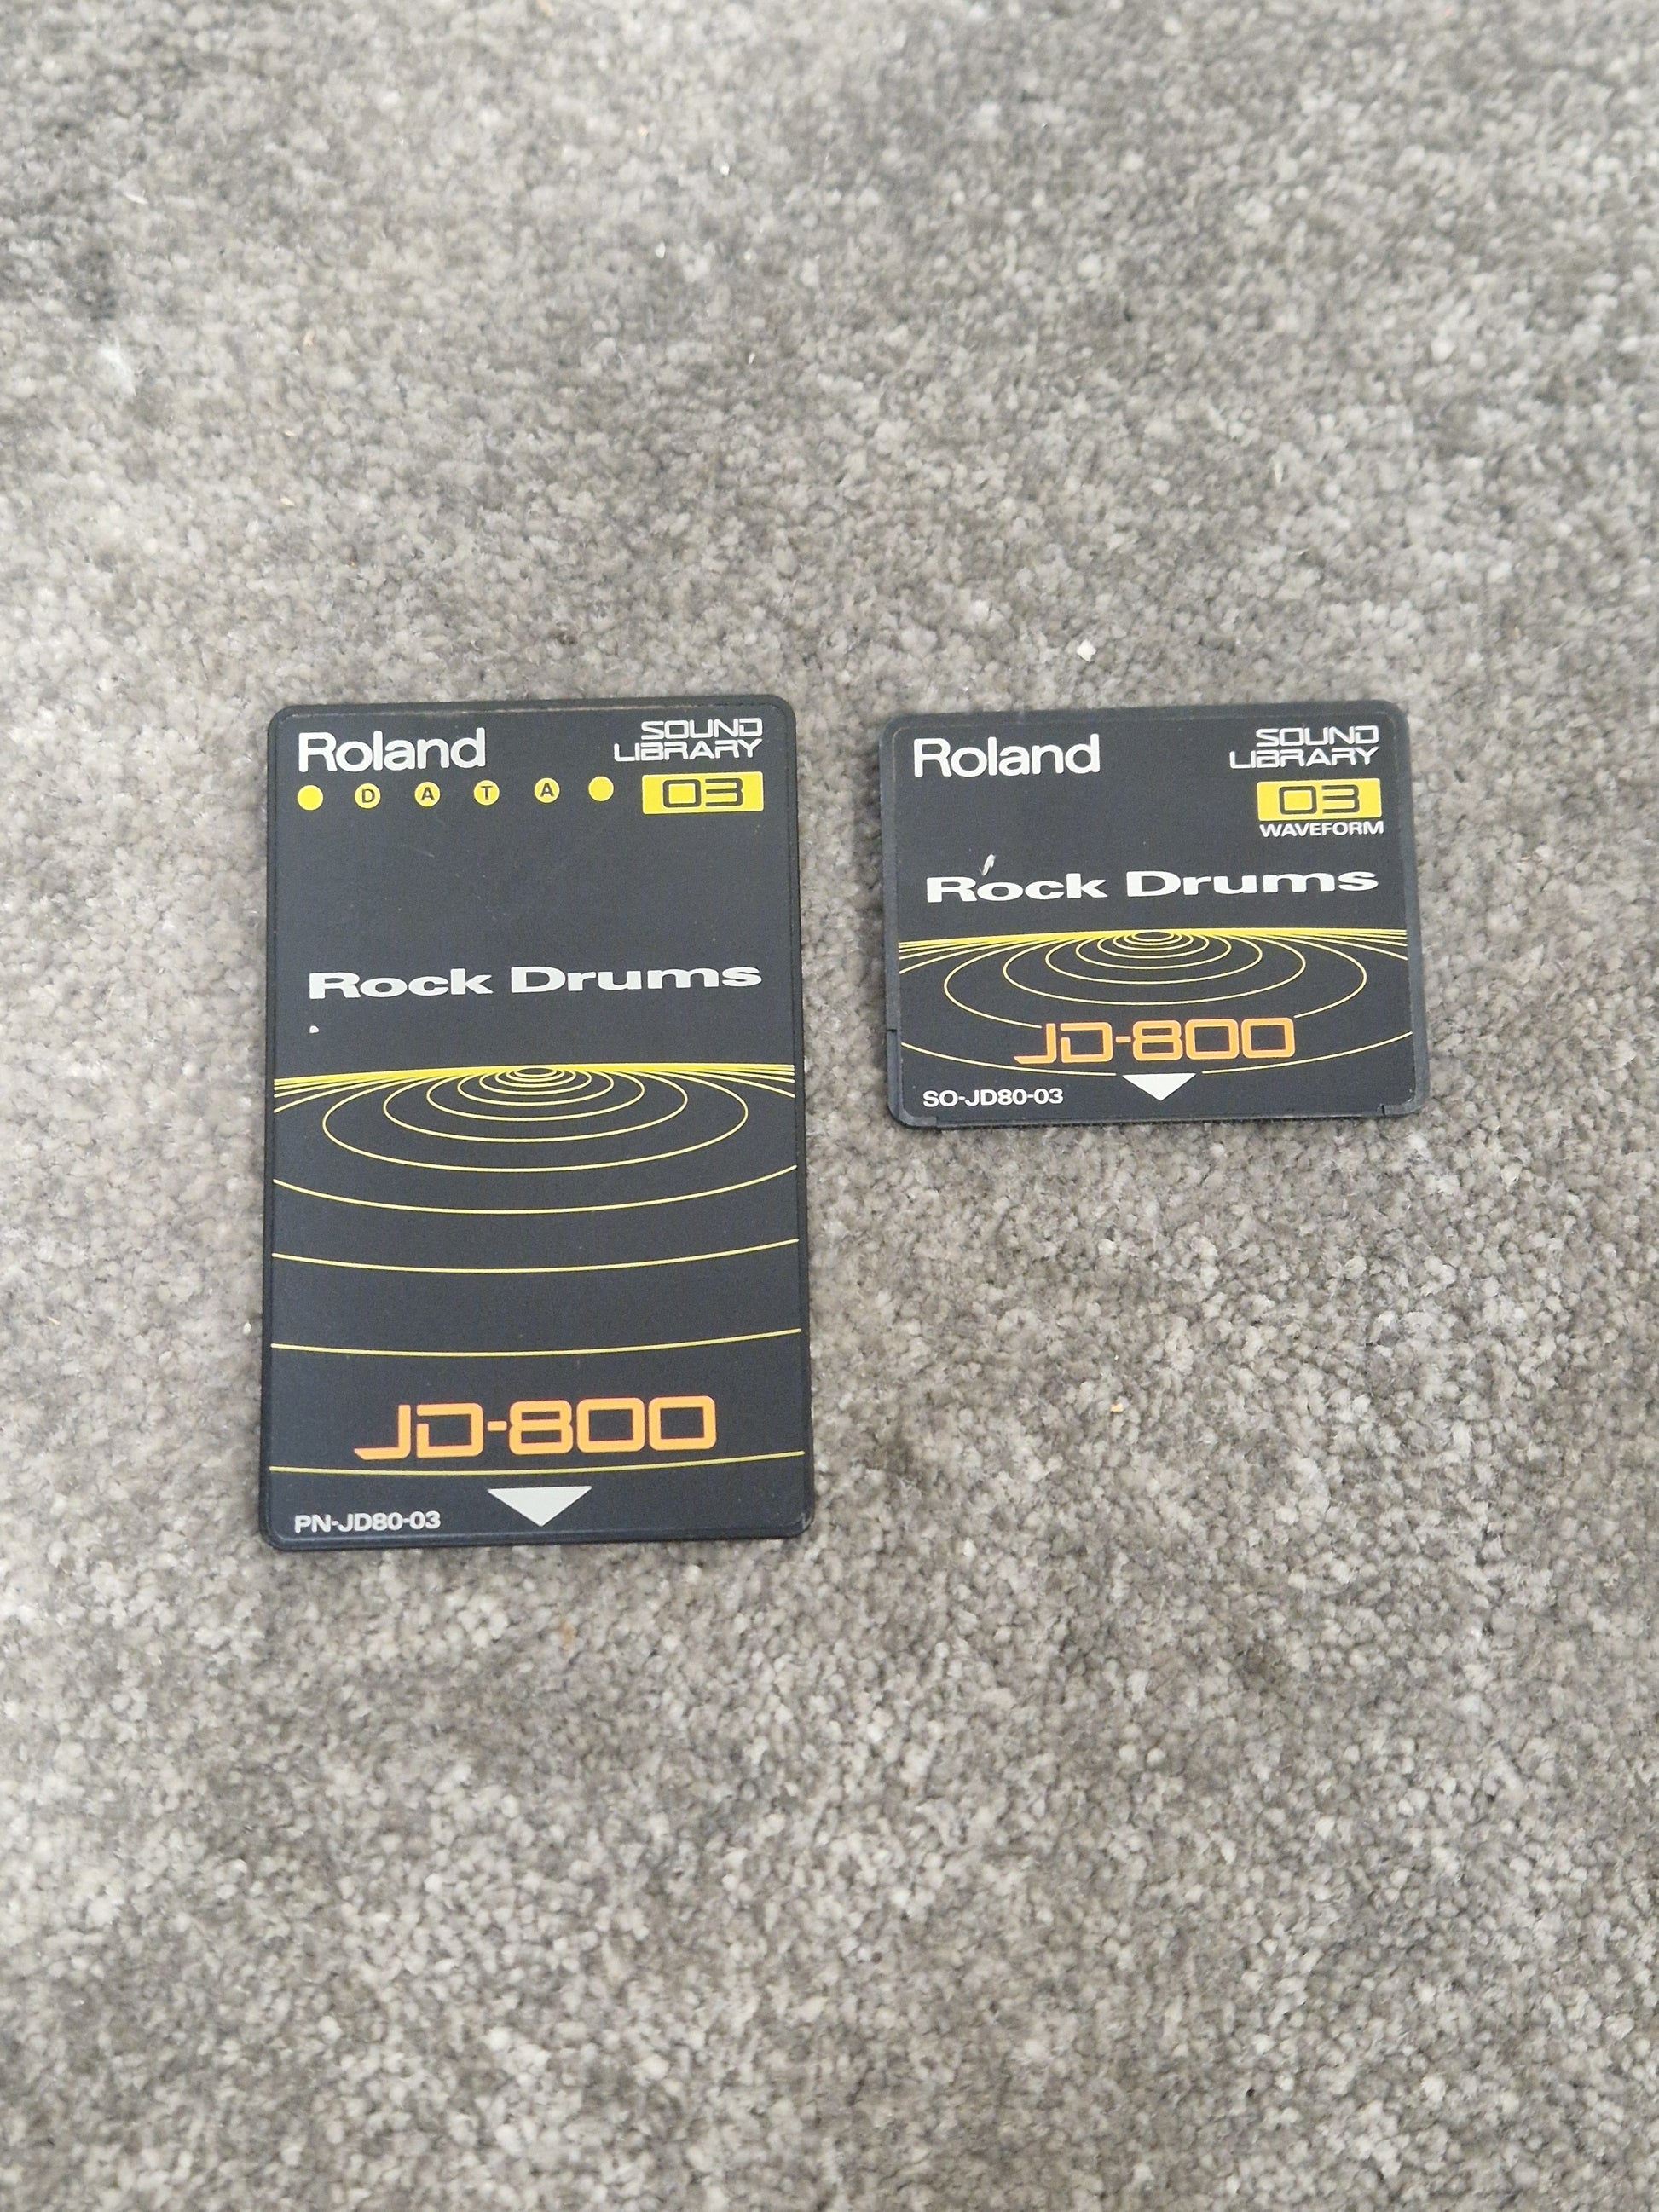 Roland
SOUND
LIBRARY
DATA
03
Rock Drums
JD-800
PN-JD80-03
Roland
SOUND
LIBRARY
03
WAVEFORM
Rock Drums
JD-800
SO-JD80-03